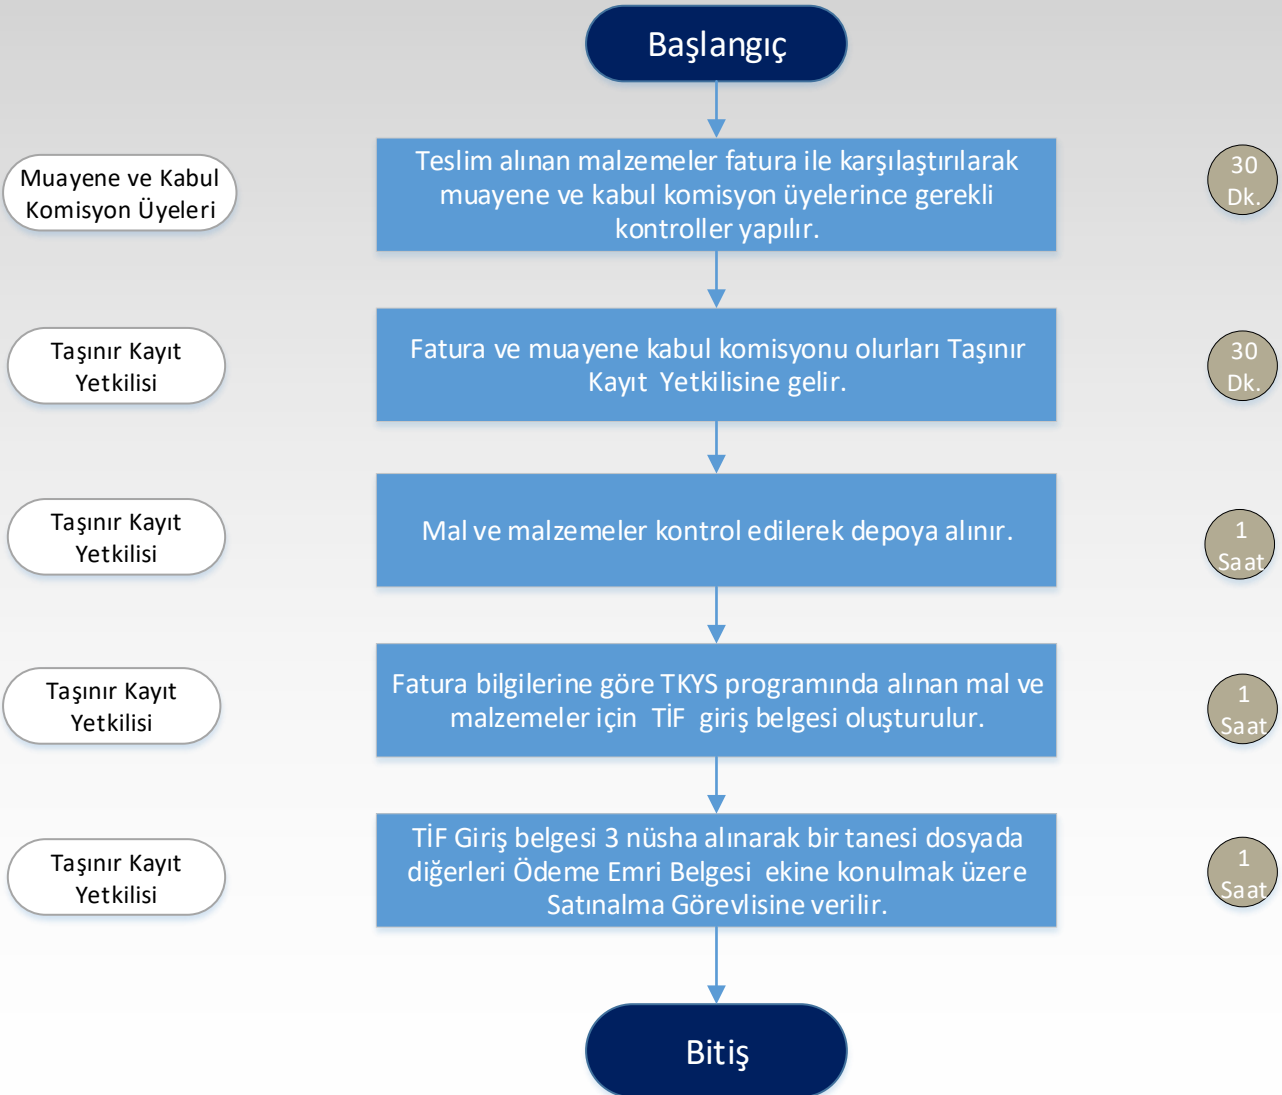 Başlangıç
Muayene ve Kabul
Komisyon Üyeleri
Teslim alınan malzemeler fatura ile karşılaştırılarak
muayene ve kabul komisyon üyelerince gerekli
kontroller yapılır.
30
Dk.
Taşınır Kayıt
Yetkilisi
Fatura ve muayene kabul komisyonu olurları Taşınır
Kayıt Yetkilisine gelir.
30
Dk.
Taşınır Kayıt
Yetkilisi
Mal ve malzemeler kontrol edilerek depoya alınır.
1
Saat
Taşınır Kayıt
Yetkilisi
Fatura bilgilerine göre TKYS programında alınan mal ve
malzemeler için TİF giriş belgesi oluşturulur.
1
Saat
Taşınır Kayıt
Yetkilisi
TİF Giriş belgesi 3 nüsha alınarak bir tanesi dosyada
diğerleri Ödeme Emri Belgesi ekine konulmak üzere
Satınalma Görevlisine verilir.
1
Saat
Bitiş